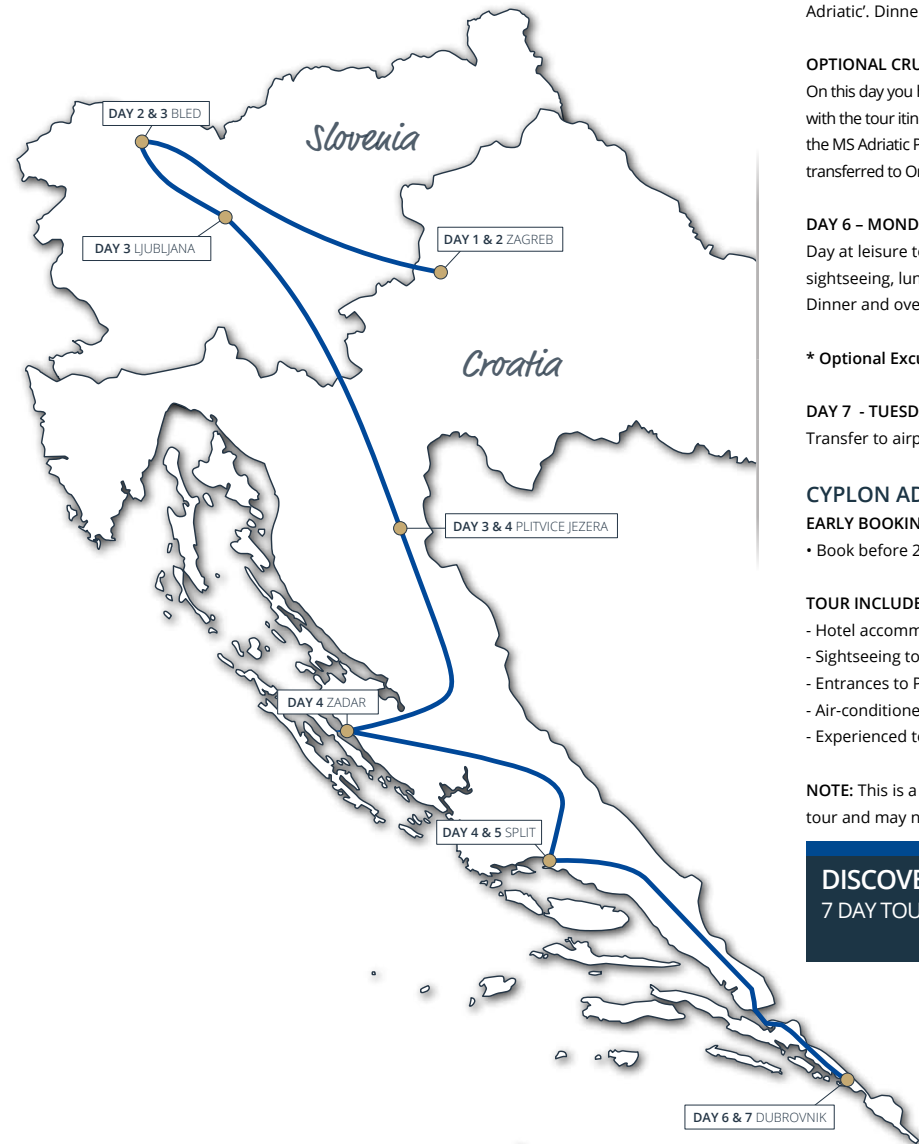 DAY 2 & 3 BLED
Slovenia
DAY 3 LJUBLJANA
DAY 1 & 2 ZAGREB
Croatia
DAY 3 & 4 PLITVICE JEZERA
DAY 4 ZADAR
DAY 4 & 5 SPLIT
DAY 6 & 7 DUBROVNIK
Adriatic’. Dinne
OPTIONAL CRU
On this day you
with the tour itin
the MS Adriatic P
transferred to Or
DAY 6 – MOND
Day at leisure to
sightseeing, lun
Dinner and ove
* Optional Excu
DAY 7 - TUESD
Transfer to airp
CYPLON AD
EARLY BOOKIN
• Book before 2
TOUR INCLUDE
- Hotel accomm
- Sightseeing to
- Entrances to P
- Air-conditione
- Experienced to
NOTE: This is a
tour and may n
DISCOVE
7 DAY TOU